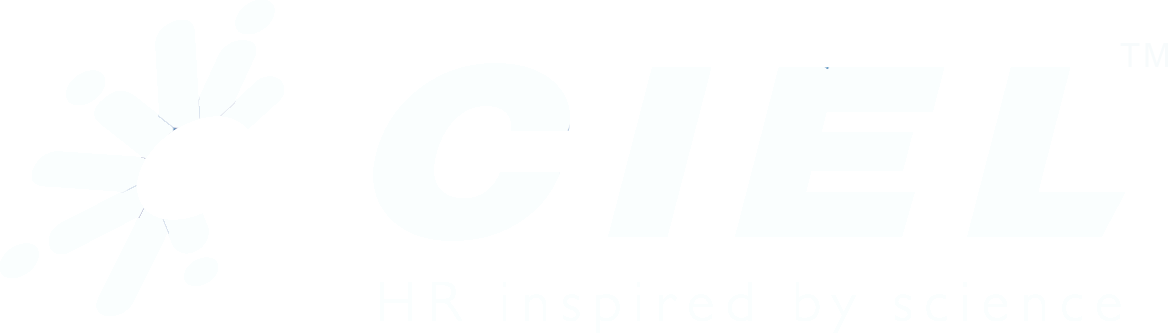 CIEL™
HR inspired by science